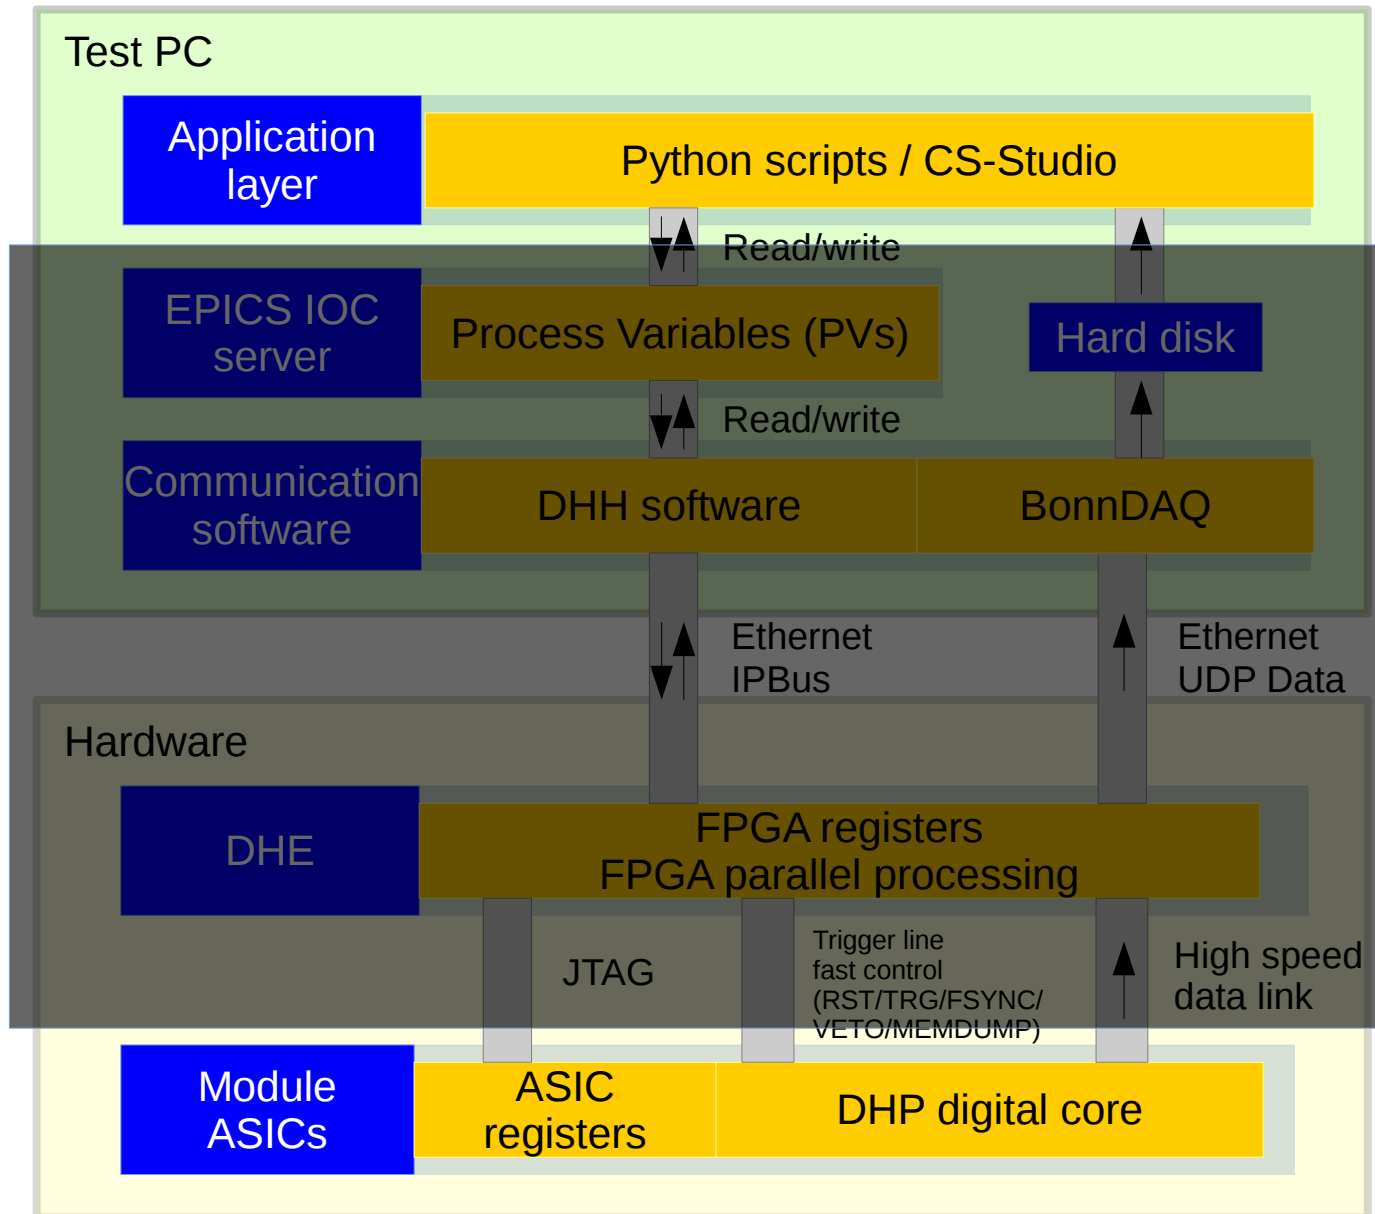 Test PC
Application
layer
Python scripts / CS-Studio
Read/write
EPICS IOC
server
Process Variables (PVs)
Hard disk
Read/write
Communication
software
DHH software
BonnDAQ
Ethernet
IPBus
Ethernet
UDP Data
Hardware
DHE
FPGA registers
FPGA parallel processing
JTAG
Trigger line
fast control
(RST/TRG/FSYNC/
VETO/MEMDUMP)
High speed
data link
Module
ASICs
ASIC
registers
DHP digital core